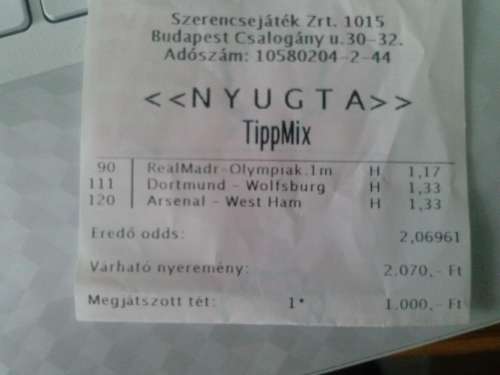 Szerencsejáték Zrt. 1015
Budapest Csalogány u.30-32.
Adószám: 10580204-2-44
<<NYUGTA>>
TippMix
90 RealMadr-Olympiak.1m H 1,17
111 Dortmund - Wolfsburg H 1,33
120 Arsenal - West Ham H 1,33
Eredő odds: 2,06961
Várható nyeremény: 2.070,- Ft
Megjátszott tét: 1* 1.000,- Ft